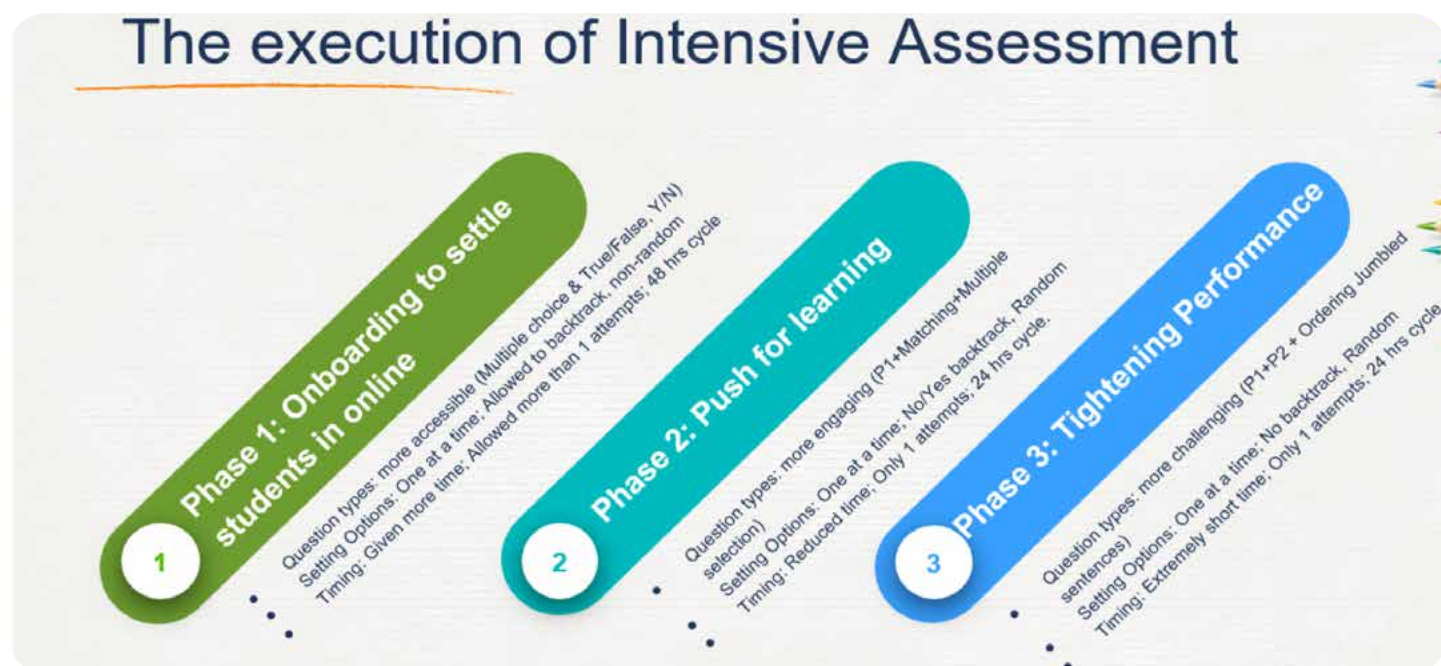 The execution of Intensive Assessment
Phase 1: Onboarding to settle
students in online
1
Question types: more accessible (Multiple choice & True/False, Y/N)
Setting Options: One at a time; Allowed to backtrack, non-random
Timing: Given more time; Allowed more than 1 attempts; 48 hrs cycle
Phase 2: Push for learning
2
Question types: more engaging (P1+Matching+Multiple
selection)
Setting Options: One at a time; No/Yes backtrack, Random
Timing: Reduced time; Only 1 attempts; 24 hrs cycle.
Phase 3: Tightening Performance
3
Question types: more challenging (P1+P2 + Ordering Jumbled
sentences)
Setting Options: One at a time: No backtrack, Random
Timing: Extremely short time; Only 1 attempts; 24 hrs cycle